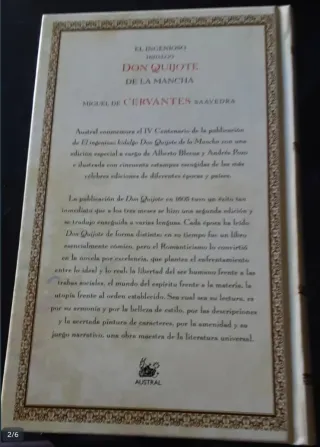 EL INGENIOSO
HIDALGO
DON QUIJOTE
DE LA MANCHA
MIGUEL DE CERVANTES SAAVEDRA
Austral conmemora el IV Centenario de la publicación
de El ingenioso hidalgo Don Quijote de la Mancha con una
edición especial a cargo de Alberto Blecua and Andrés Pozo
e ilustrada con cincuenta estampas escogidas de las más
célebres ediciones de diferentes épocas y países.
La publicación de Don Quijote en 1605 tuvo un éxito tan
inmediato que a los tres meses se hizo una segunda edición y
se tradujo enseguida a varias lenguas. Cada época ha leído
Don Quijote de forma distinta: en su tiempo fue un libro
esencialmente cómico, pero el Romanticismo lo convirtió
en la novela por excelencia, que plantea el enfrentamiento
entre lo ideal y lo real: la libertad del ser humano frente a las
trabas sociales, el mundo del espíritu frente a la materia, la
utopía frente al orden establecido. Sea cual sea su lectura, es
por su armonía y por la belleza de estilo, por las descripciones
y la acertada pintura de caracteres, por la amenidad y su
juego narrativo, una obra maestra de la literatura universal.
AUSTRAL
2/6